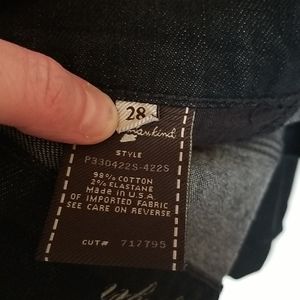 28
mankind
STYLE
P330422S-422S
98% COTTON
2% ELASTANE
Made in U.S.A
OF IMPORTED FABRIC
SEE CARE ON REVERSE
CUT# 717795